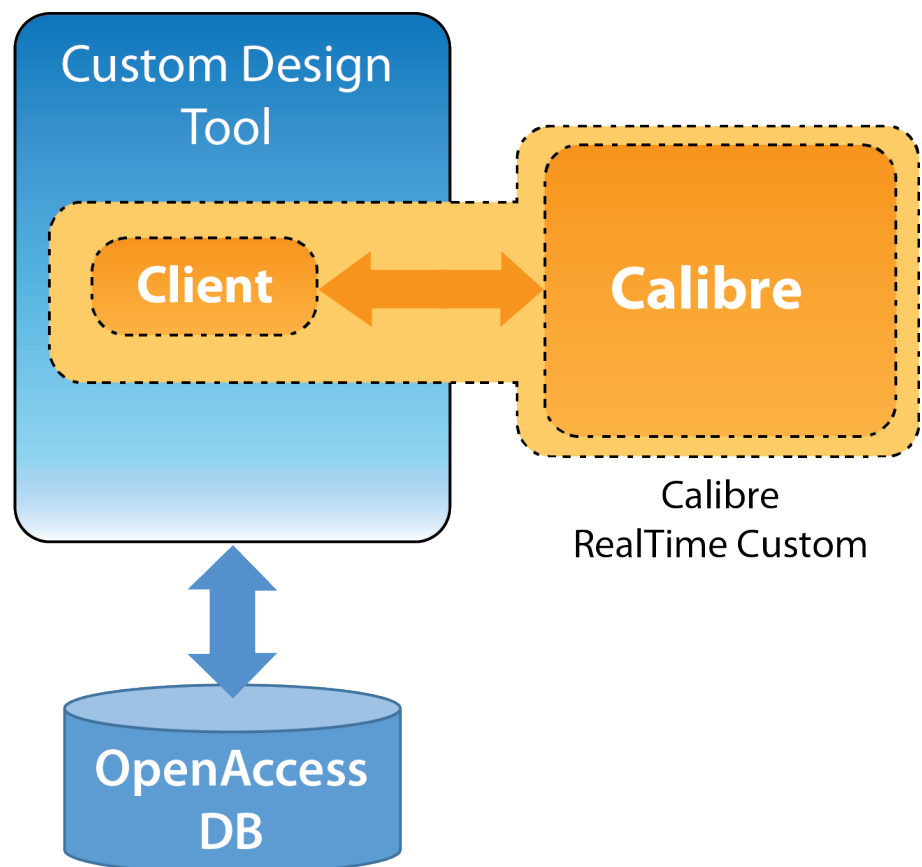 Custom Design
Tool
Client
Calibre
Calibre
RealTime Custom
OpenAccess
DB